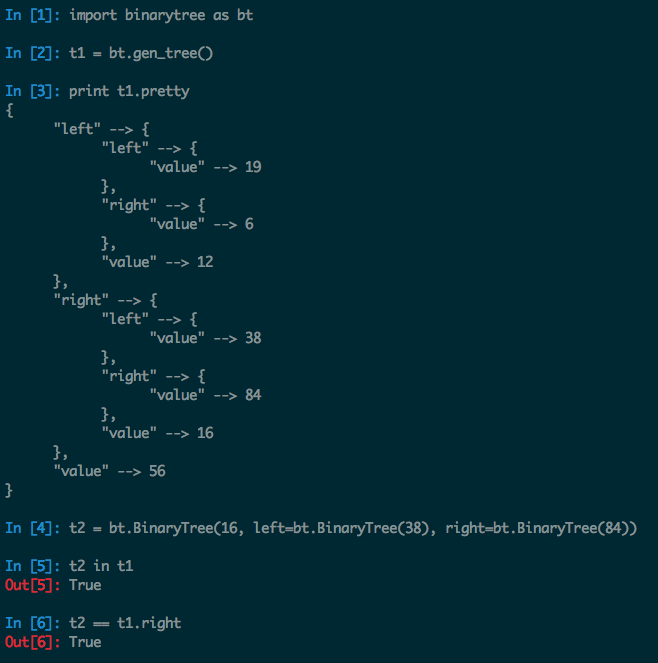 In [1]: import binarytree as bt
In [2]: t1 = bt.gen_tree()
In [3]: print t1.pretty
{
      "left" --> {
            "left" --> {
                  "value" --> 19
            },
            "right" --> {
                  "value" --> 6
            },
            "value" --> 12
      },
      "right" --> {
            "left" --> {
                  "value" --> 38
            },
            "right" --> {
                  "value" --> 84
            },
            "value" --> 16
      },
      "value" --> 56
}
In [4]: t2 = bt.BinaryTree(16, left=bt.BinaryTree(38), right=bt.BinaryTree(84))
In [5]: t2 in t1
Out[5]: True
In [6]: t2 == t1.right
Out[6]: True